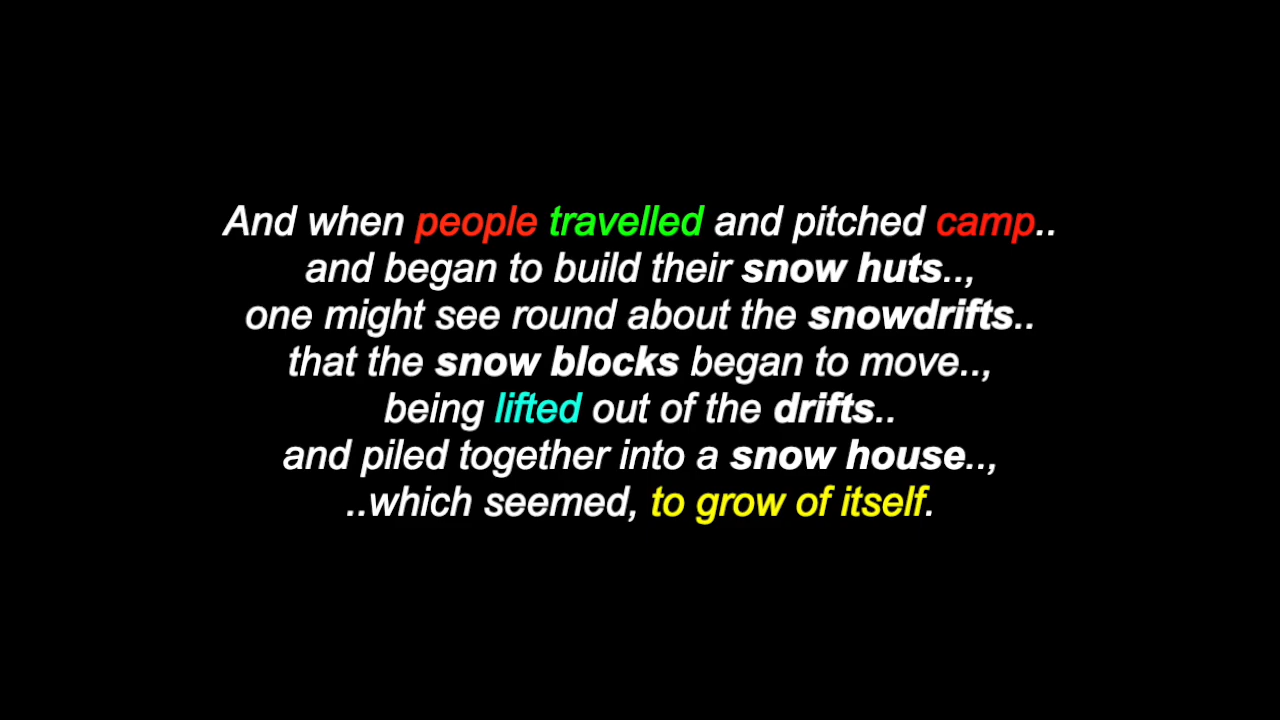 And when people travelled and pitched camp..
and began to build their snow huts..,
one might see round about the snowdrifts..
that the snow blocks began to move..,
being lifted out of the drifts..
and piled together into a snow house..,
..which seemed, to grow of itself.